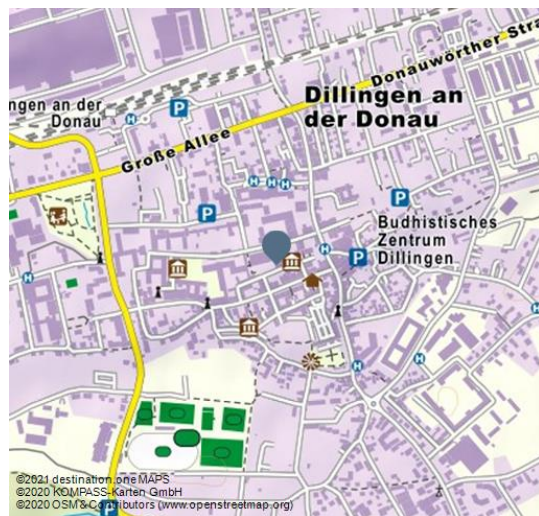 Donauwörther Stra
Dillingen an
der Donau
ngen an der
Donau
Große Allee
P
H
P
H H H
P
P
Budhistisches
Zentrum
Dillingen
H
P
H
H
H
H
H
©2021 destination.one MAPS
©2020 KOMPASS-Karten GmbH
©2020 OSM & Contributors (www.openstreetmap.org)
P